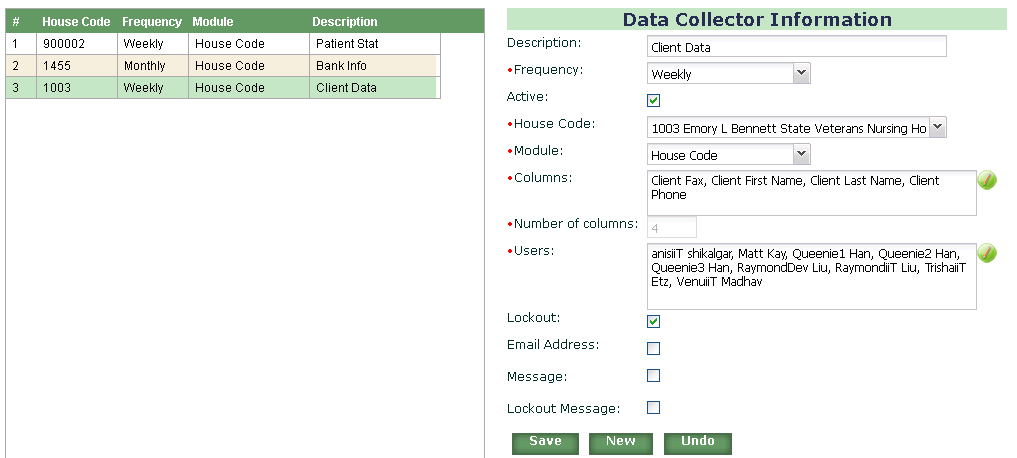 # House Code Frequency Module Description
1 900002 Weekly House Code Patient Stat
2 1455 Monthly House Code Bank Info
3 1003 Weekly House Code Client Data
Data Collector Information
Description: Client Data
•Frequency: Weekly
Active:
•House Code: 1003 Emory L Bennett State Veterans Nursing Ho
•Module: House Code
•Columns: Client Fax, Client First Name, Client Last Name, Client
Phone
•Number of columns: 4
•Users: anisiiT shikalgar, Matt Kay, Queenie1 Han, Queenie2 Han,
Queenie3 Han, RaymondDev Liu, RaymondiiT Liu, TrishaiiT
Etz, VenuiiT Madhav
Lockout:
Email Address:
Message:
Lockout Message:
Save New Undo